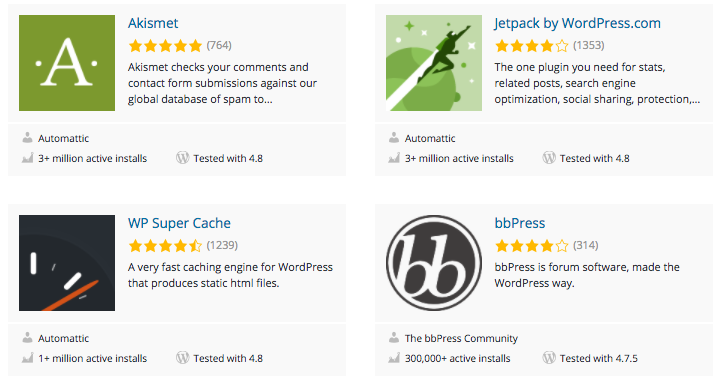 Akismet
(764)
Akismet checks your comments and
contact form submissions against our
global database of spam to...
Automattic
3+ million active installs
Tested with 4.8
Jetpack by WordPress.com
(1353)
The one plugin you need for stats,
related posts, search engine
optimization, social sharing, protection,...
Automattic
3+ million active installs
Tested with 4.8
WP Super Cache
(1239)
A very fast caching engine for WordPress
that produces static html files.
Automattic
1+ million active installs
Tested with 4.8
bbPress
(314)
bbPress is forum software, made the
WordPress way.
The bbPress Community
300,000+ active installs
Tested with 4.7.5
·A·
bb